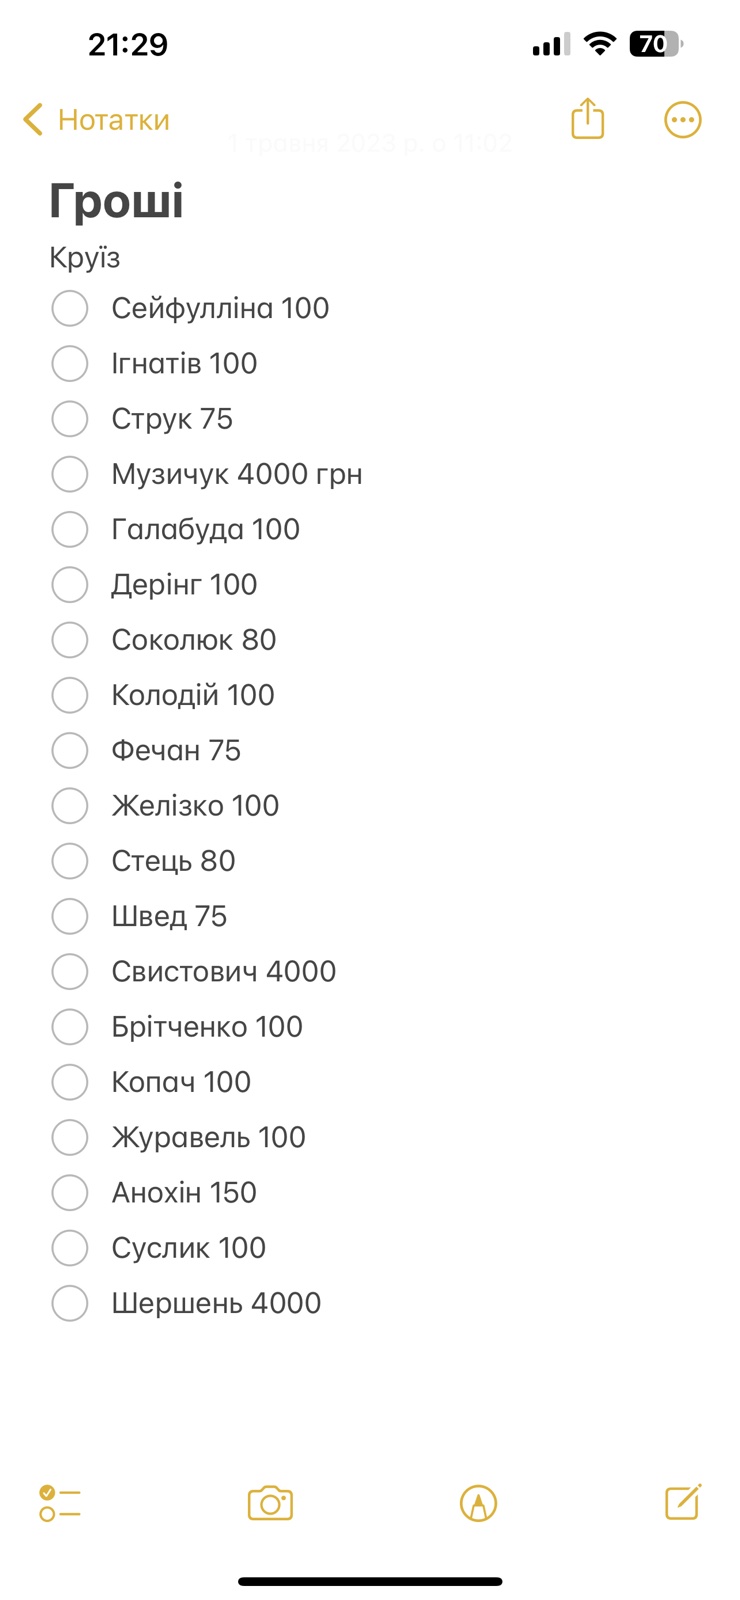 21:29
70
Нотатки
1 травня 2023 р. о 11:02
Гроші
Круїз
Сейфулліна 100
Ігнатів 100
Струк 75
Музичук 4000 грн
Галабуда 100
Дерінг 100
Соколюк 80
Колодій 100
Фечан 75
Желізко 100
Стець 80
Швед 75
Свистович 4000
Брітченко 100
Копач 100
Журавель 100
Анохін 150
Суслик 100
Шершень 4000